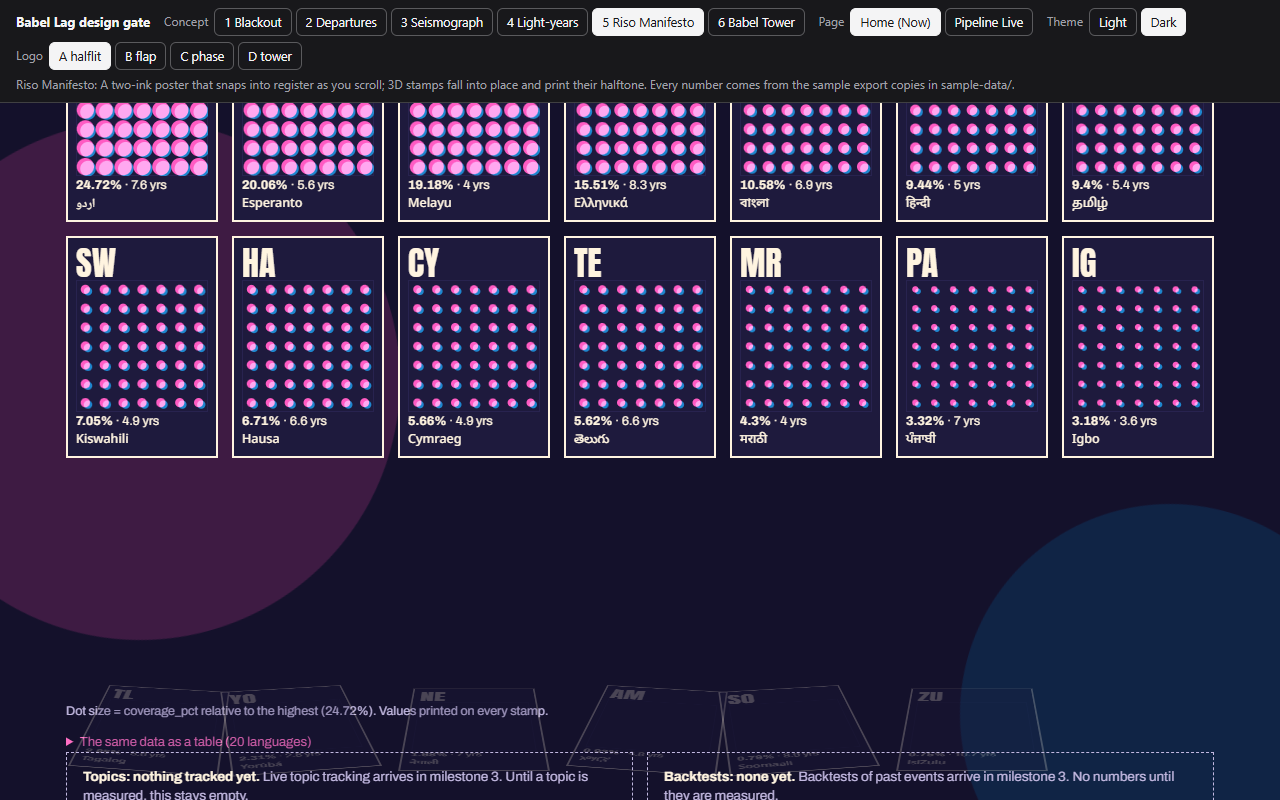 Babel Lag design gate Concept 1 Blackout 2 Departures 3 Seismograph 4 Light-years 5 Riso Manifesto 6 Babel Tower Page Home (Now) Pipeline Live Theme Light Dark
Logo A halflit B flap C phase D tower
Riso Manifesto: A two-ink poster that snaps into register as you scroll; 3D stamps fall into place and print their halftone. Every number comes from the sample export copies in sample-data/.
24.72% · 7.6 yrs 20.06% · 5.6 yrs 19.18% · 4 yrs 15.51% · 8.3 yrs 10.58% · 6.9 yrs 9.44% · 5 yrs 9.4% · 5.4 yrs
اردو Esperanto Melayu Ελληνικά বাংলা हिन्दी தமிழ்
SW HA CY TE MR PA IG
7.05% · 4.9 yrs 6.71% · 6.6 yrs 5.66% · 4.9 yrs 5.62% · 6.6 yrs 4.3% · 4 yrs 3.32% · 7 yrs 3.18% · 3.6 yrs
Kiswahili Hausa Cymraeg తెలుగు मराठी ਪੰਜਾਬੀ Igbo
TL YO NE AM SO ZU
Dot size = coverage_pct relative to the highest (24.72%). Values printed on every stamp.
The same data as a table (20 languages)
Tagalog Yorùbá Soomaali IsiZulu
Topics: nothing tracked yet. Live topic tracking arrives in milestone 3. Until a topic is
measured, this stays empty.
Backtests: none yet. Backtests of past events arrive in milestone 3. No numbers until
they are measured.